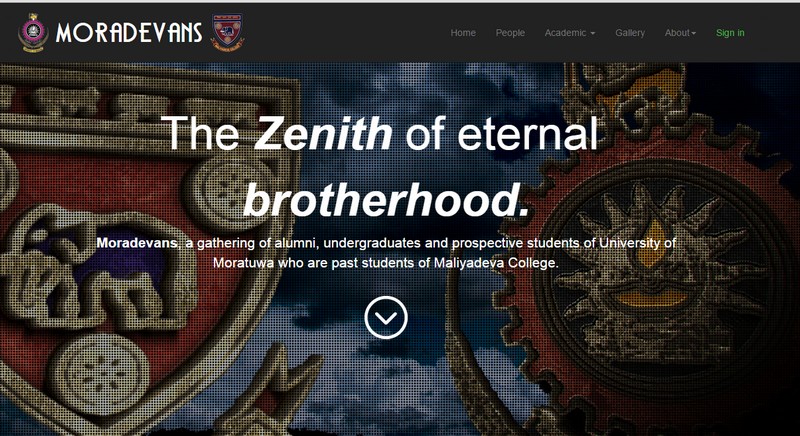 MORADEVANS
Home People Academic Gallery About Sign in
The Zenith of eternal
brotherhood.
Moradevans, a gathering of alumni, undergraduates and prospective students of University of
Moratuwa who are past students of Maliyadeva College.